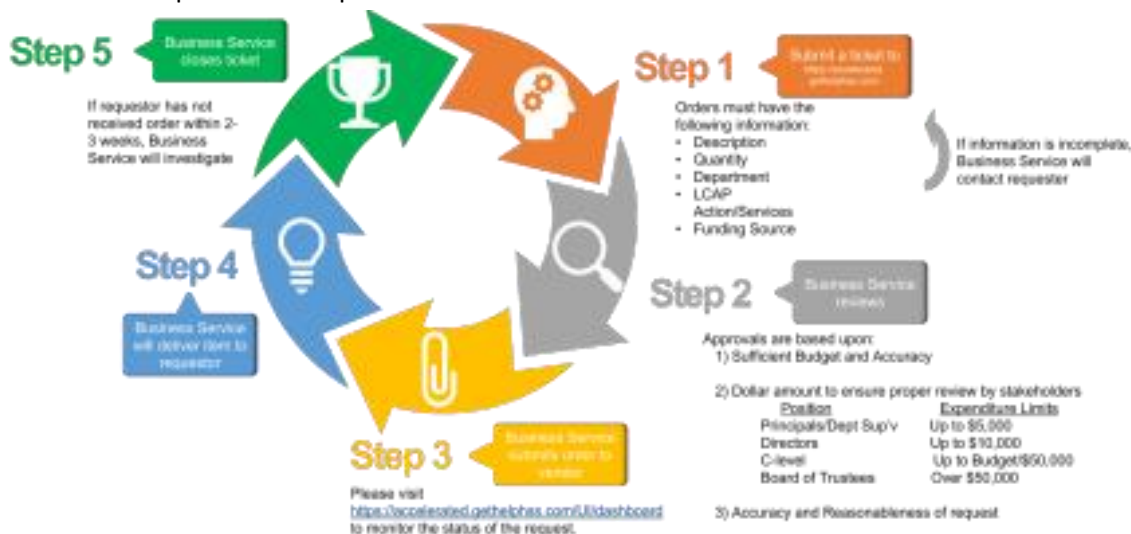 Step 5
Business Service
closes ticket
If requestor has not
received order within 2-
3 weeks, Business
Service will investigate
Step 1
Submit a ticket to
Orders must have the
following information:
• Description
• Quantity
• Department
• LCAP
Action/Services
• Funding Source
If information is incomplete,
Business Service will
contact requester
Step 4
Business Service
will deliver item to
requestor
Step 2
Business Service
reviews
Approvals are based upon:
1) Sufficient Budget and Accuracy
2) Dollar amount to ensure proper review by stakeholders
Position Expenditure Limits
Principals/Dept Sup'v Up to $5,000
Directors Up to $10,000
C-level Up to Budget/$50,000
Board of Trustees Over $50,000
3) Accuracy and Reasonableness of request
Step 3
Business Service
submits order to
vendor
Please visit
https://accelerated.gethelphss.com/UI/dashboard
to monitor the status of the request.